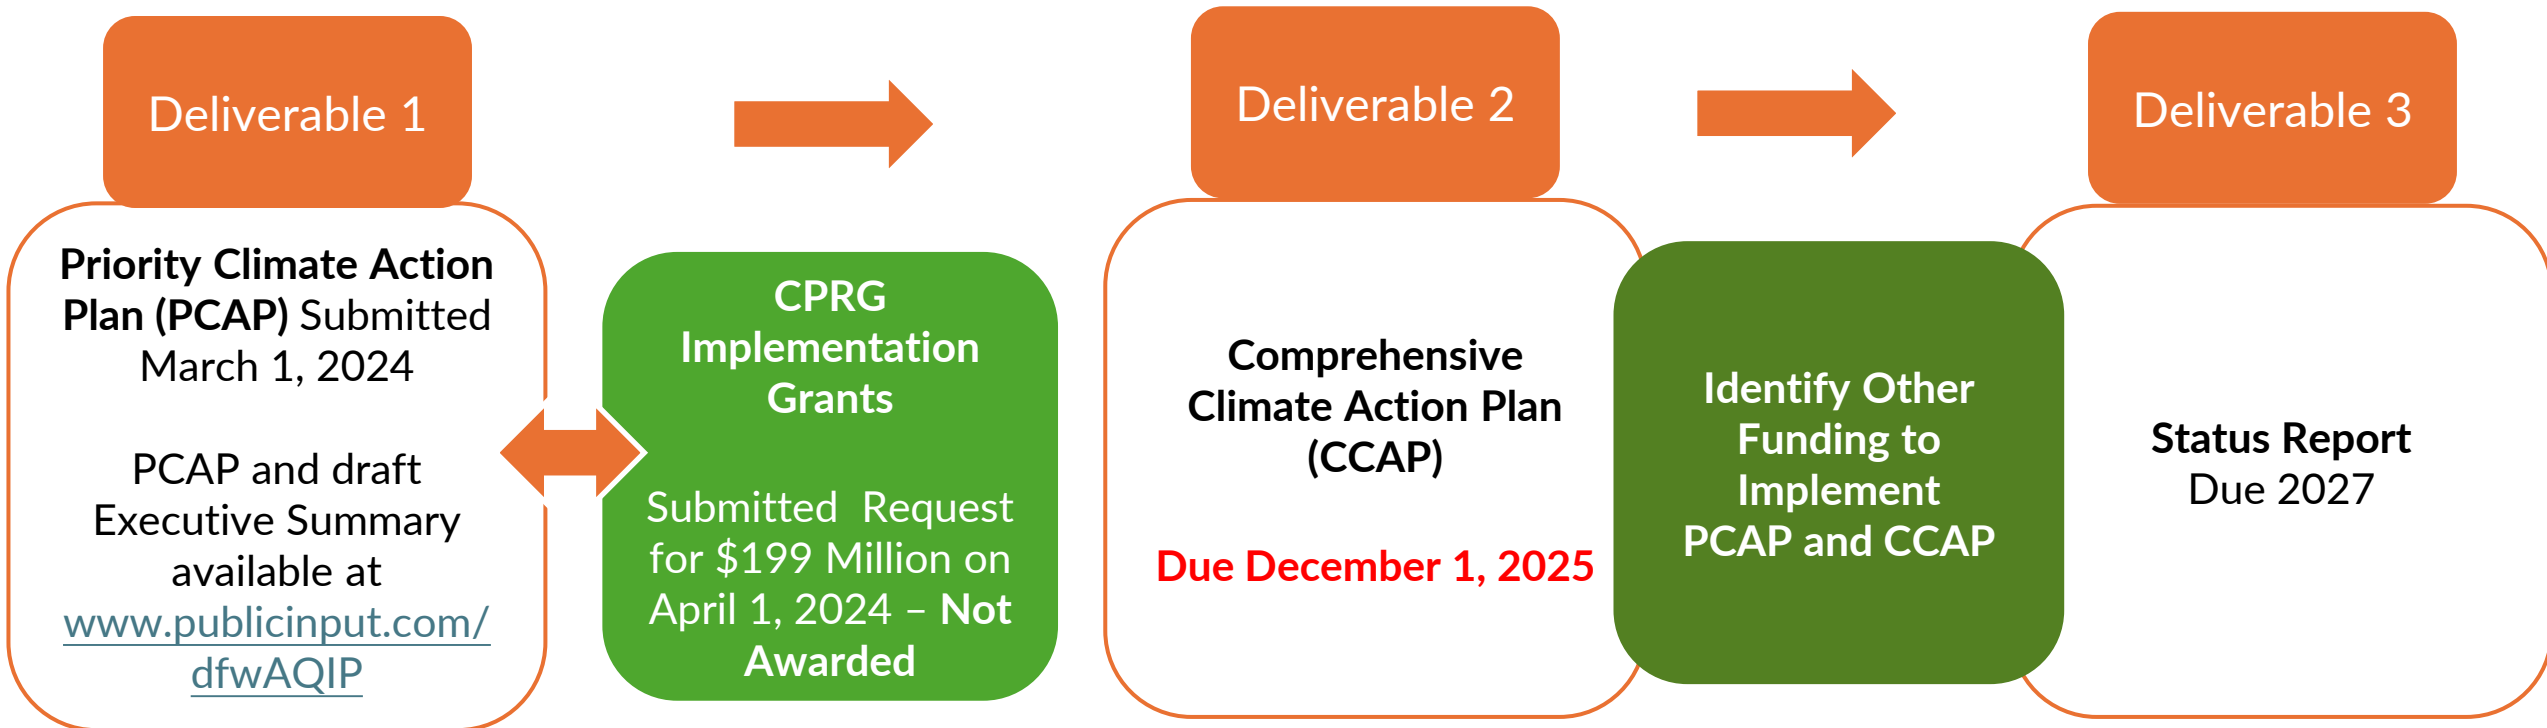 Deliverable 1
Priority Climate Action
Plan (PCAP) Submitted
March 1, 2024
PCAP and draft
Executive Summary
available at
www.publicinput.com/
dfwAQIP
CPRG
Implementation
Grants
Submitted  Request
for $199 Million on
April 1, 2024 – Not
Awarded
Deliverable 2
Comprehensive
Climate Action Plan
(CCAP)
Due December 1, 2025
Identify Other
Funding to
Implement
PCAP and CCAP
Deliverable 3
Status Report
Due 2027